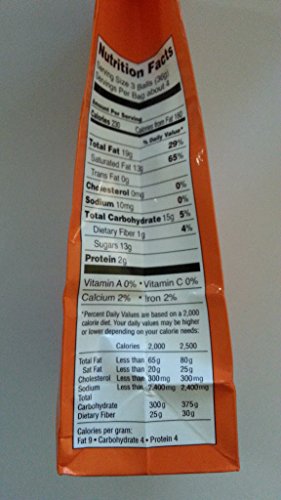 Nutrition Facts
Serving Size 3 Balls (36g)
Servings Per Bag about 4
Amount Per Serving
Calories 230 Calories from Fat 180
% Daily Value*
Total Fat 19g 29%
Saturated Fat 13g 65%
Trans Fat 0g
Cholesterol 0mg 0%
Sodium 10mg 0%
Total Carbohydrate 15g 5%
Dietary Fiber 1g 4%
Sugars 13g
Protein 2g
Vitamin A 0% • Vitamin C 0%
Calcium 2% • Iron 2%
*Percent Daily Values are based on a 2,000
calorie diet. Your daily values may be higher
or lower depending on your calorie needs:
Calories 2,000 2,500
Total Fat Less than 65g 80g
Sat Fat Less than 20g 25g
Cholesterol Less than 300mg 300mg
Sodium Less than 2,400mg 2,400mg
Total
Carbohydrate 300g 375g
Dietary Fiber 25g 30g
Calories per gram:
Fat 9 • Carbohydrate 4 • Protein 4